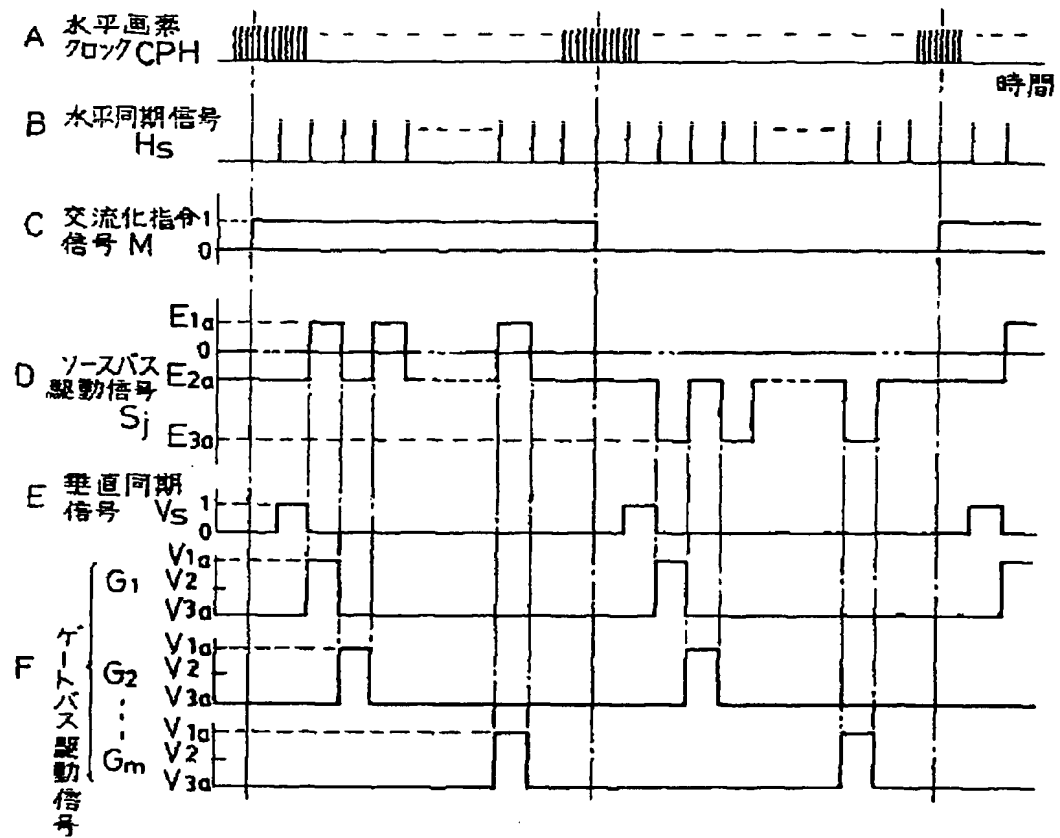 A 水平画素
クロック CPH
時間
B 水平同期信号
Hs
C 交流化指令
信号 M
1
0
E1a
0
D ソースバス
駆動信号
Sj
E2a
E3a
E 垂直同期
信号 Vs
1
0
F ゲートバス駆動信号
G1
V1a
V2
V3a
G2
V1a
V2
V3a
Gm
V1a
V2
V3a